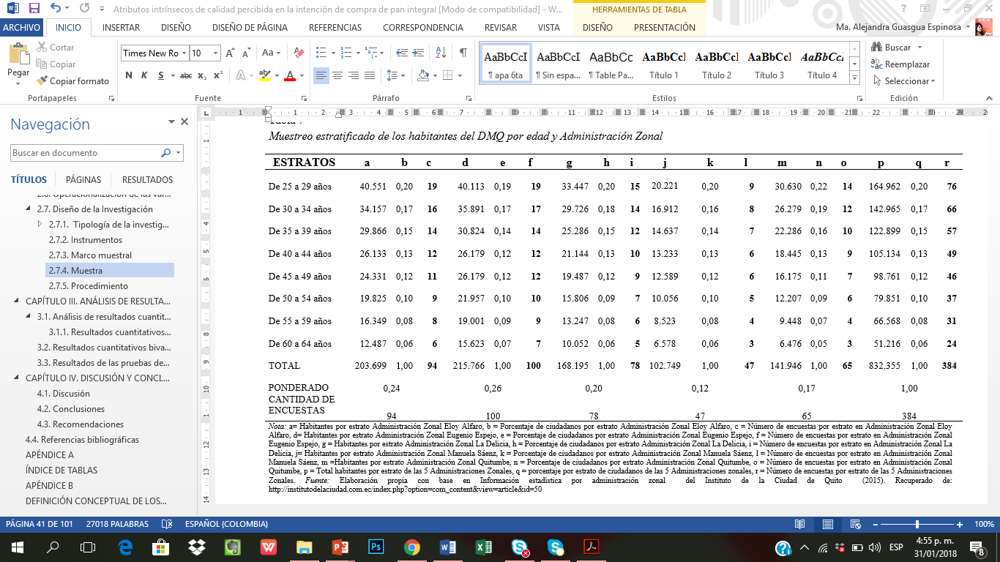 Atributos intrínsecos de calidad percibida en la intención de compra de pan integral [Modo de compatibilidad] - W...
HERRAMIENTAS DE TABLA
ARCHIVO INICIO INSERTAR DISEÑO DISEÑO DE PÁGINA REFERENCIAS CORRESPONDENCIA REVISAR VISTA DISEÑO PRESENTACIÓN Ma. Alejandra Guasgua Espinosa
Pegar
Cortar
Copiar
Copiar formato
Portapapeles
Times New Ro 10
N K S abc x₂ x²
Fuente
Párrafo
AaBbCcI AaBbCcI AaBbCc AaBbCcl AaBbCcl AaBbCcl AaBbCcl
¶ apa 6ta ¶ Sin espa... ¶ Table Pa... Título 1 Título 2 Título 3 Título 4
Estilos
Buscar
Reemplazar
Seleccionar
Edición
Navegación
Buscar en documento
TÍTULOS PÁGINAS RESULTADOS
2.7. Diseño de la Investigación
2.7.1. Tipología de la investig...
2.7.2. Instrumentos
2.7.3. Marco muestral
2.7.4. Muestra
2.7.5. Procedimiento
CAPÍTULO III. ANÁLISIS DE RESULTA...
3.1. Análisis de resultados cuantit...
3.1.1. Resultados cuantitativos...
3.2. Resultados cuantitativos biva...
3.3. Resultados de las pruebas de...
CAPÍTULO IV. DISCUSIÓN Y CONCL...
4.1. Discusión
4.2. Conclusiones
4.3. Recomendaciones
4.4. Referencias bibliográficas
APÉNDICE A
ÍNDICE DE TABLAS
APÉNDICE B
DEFINICIÓN CONCEPTUAL DE LOS...
Muestreo estratificado de los habitantes del DMQ por edad y Administración Zonal
ESTRATOS a b c d e f g h i j k l m n o p q r
De 25 a 29 años 40.551 0,20 19 40.113 0,19 19 33.447 0,20 15 20.221 0,20 9 30.630 0,22 14 164.962 0,20 76
De 30 a 34 años 34.157 0,17 16 35.891 0,17 17 29.726 0,18 14 16.912 0,16 8 26.279 0,19 12 142.965 0,17 66
De 35 a 39 años 29.866 0,15 14 30.824 0,14 14 25.286 0,15 12 14.637 0,14 7 22.286 0,16 10 122.899 0,15 57
De 40 a 44 años 26.133 0,13 12 26.179 0,12 12 21.144 0,13 10 13.233 0,13 6 18.445 0,13 9 105.134 0,13 49
De 45 a 49 años 24.331 0,12 11 26.179 0,12 12 19.487 0,12 9 12.589 0,12 6 16.175 0,11 7 98.761 0,12 46
De 50 a 54 años 19.825 0,10 9 21.957 0,10 10 15.806 0,09 7 10.056 0,10 5 12.207 0,09 6 79.851 0,10 37
De 55 a 59 años 16.349 0,08 8 19.001 0,09 9 13.247 0,08 6 8.523 0,08 4 9.448 0,07 4 66.568 0,08 31
De 60 a 64 años 12.487 0,06 6 15.623 0,07 7 10.052 0,06 5 6.578 0,06 3 6.476 0,05 3 51.216 0,06 24
TOTAL 203.699 1,00 94 215.766 1,00 100 168.195 1,00 78 102.749 1,00 47 141.946 1,00 65 832.355 1,00 384
PONDERADO 0,24 0,26 0,20 0,12 0,17 1,00
CANTIDAD DE
ENCUESTAS
94 100 78 47 65 384
Nota: a= Habitantes por estrato Administración Zonal Eloy Alfaro, b = Porcentaje de ciudadanos por estrato Administración Zonal Eloy Alfaro, c = Número de encuestas por estrato en Administración Zonal Eloy
Alfaro, d= Habitantes por estrato Administración Zonal Eugenio Espejo, e = Porcentaje de ciudadanos por estrato Administración Zonal Eugenio Espejo, f = Número de encuestas por estrato en Administración Zonal
Eugenio Espejo, g = Habitantes por estrato Administración Zonal La Delicia, h = Porcentaje de ciudadanos por estrato Administración Zonal La Delicia, i = Número de encuestas por estrato en Administración Zonal La
Delicia, j= Habitantes por estrato Administración Zonal Manuela Sáenz, k = Porcentaje de ciudadanos por estrato Administración Zonal Manuela Sáenz, l = Número de encuestas por estrato en Administración Zonal
Manuela Sáenz, m =Habitantes por estrato Administración Zonal Quitumbe, n = Porcentaje de ciudadanos por estrato Administración Zonal Quitumbe, o = Número de encuestas por estrato en Administración Zonal
Quitumbe, p = Total habitantes por estrato de las 5 Administraciones Zonales, q = porcentaje por estrato de ciudadanos de las 5 Administraciones zonales, r = Número de encuestas por estrato de las 5 Administraciones
Zonales. Fuente: Elaboración propia con base en Información estadística por administración zonal del Instituto de la Ciudad de Quito (2015). Recuperado de:
http://institutodelaciudad.com.ec/index.php?option=com_content&view=article&id=50
PÁGINA 41 DE 101 27018 PALABRAS ESPAÑOL (COLOMBIA) 100%
ESP 4:55 p. m.
31/01/2018